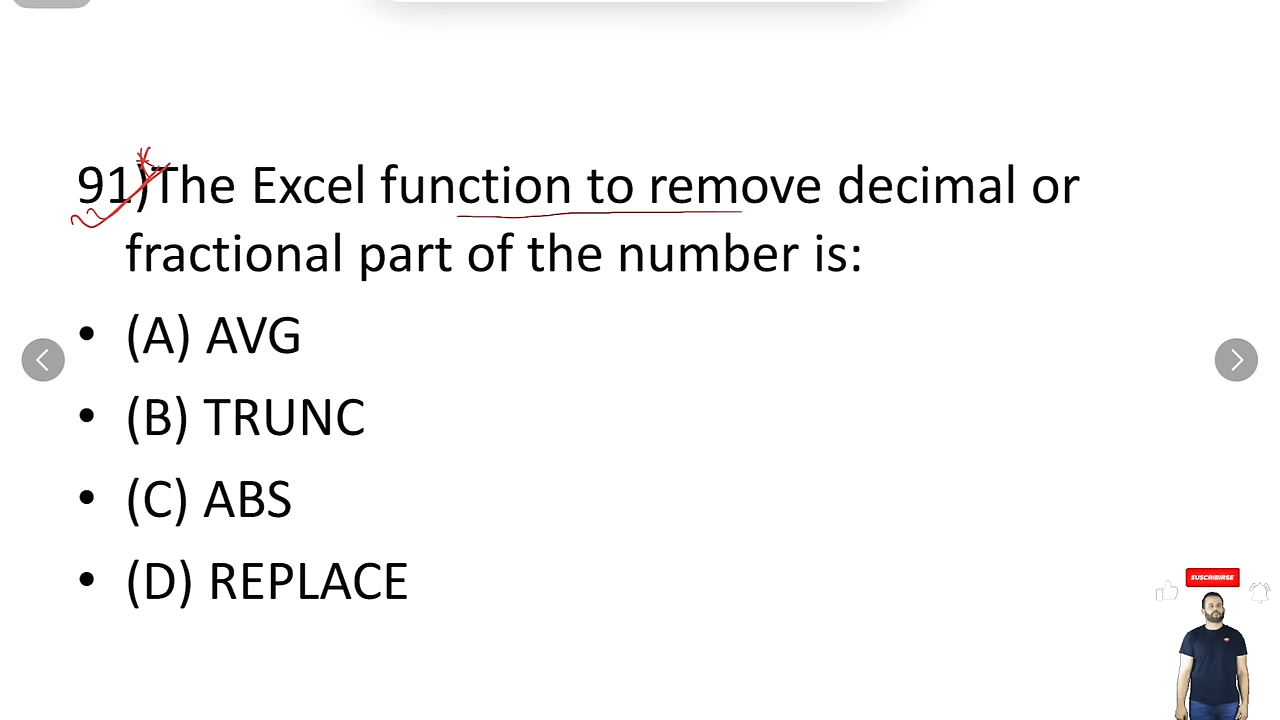 91)The Excel function to remove decimal or
fractional part of the number is:
• (A) AVG
• (B) TRUNC
• (C) ABS
• (D) REPLACE
SUSCRIBIRSE